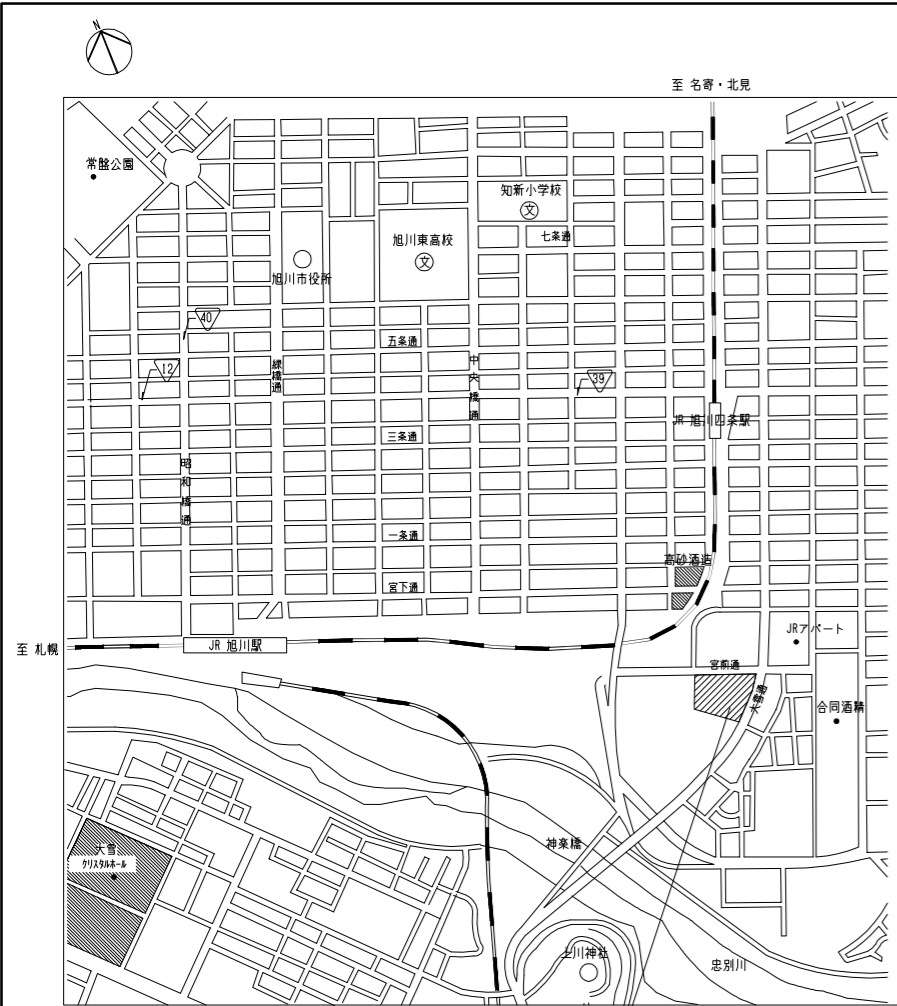 N
至 名寄・北見
常盤公園
知新小学校
文
七条通
旭川東高校
文
旭川市役所
40
五条通
12
緑橋通
中央橋通
39
JR 旭川四条駅
三条通
昭和橋通
一条通
高砂酒造
宮下通
JRアパート
至 札幌
JR 旭川駅
宮前通
大雪通
合同酒精
神楽橋
大雪
クリスタルホール
上川神社
忠別川